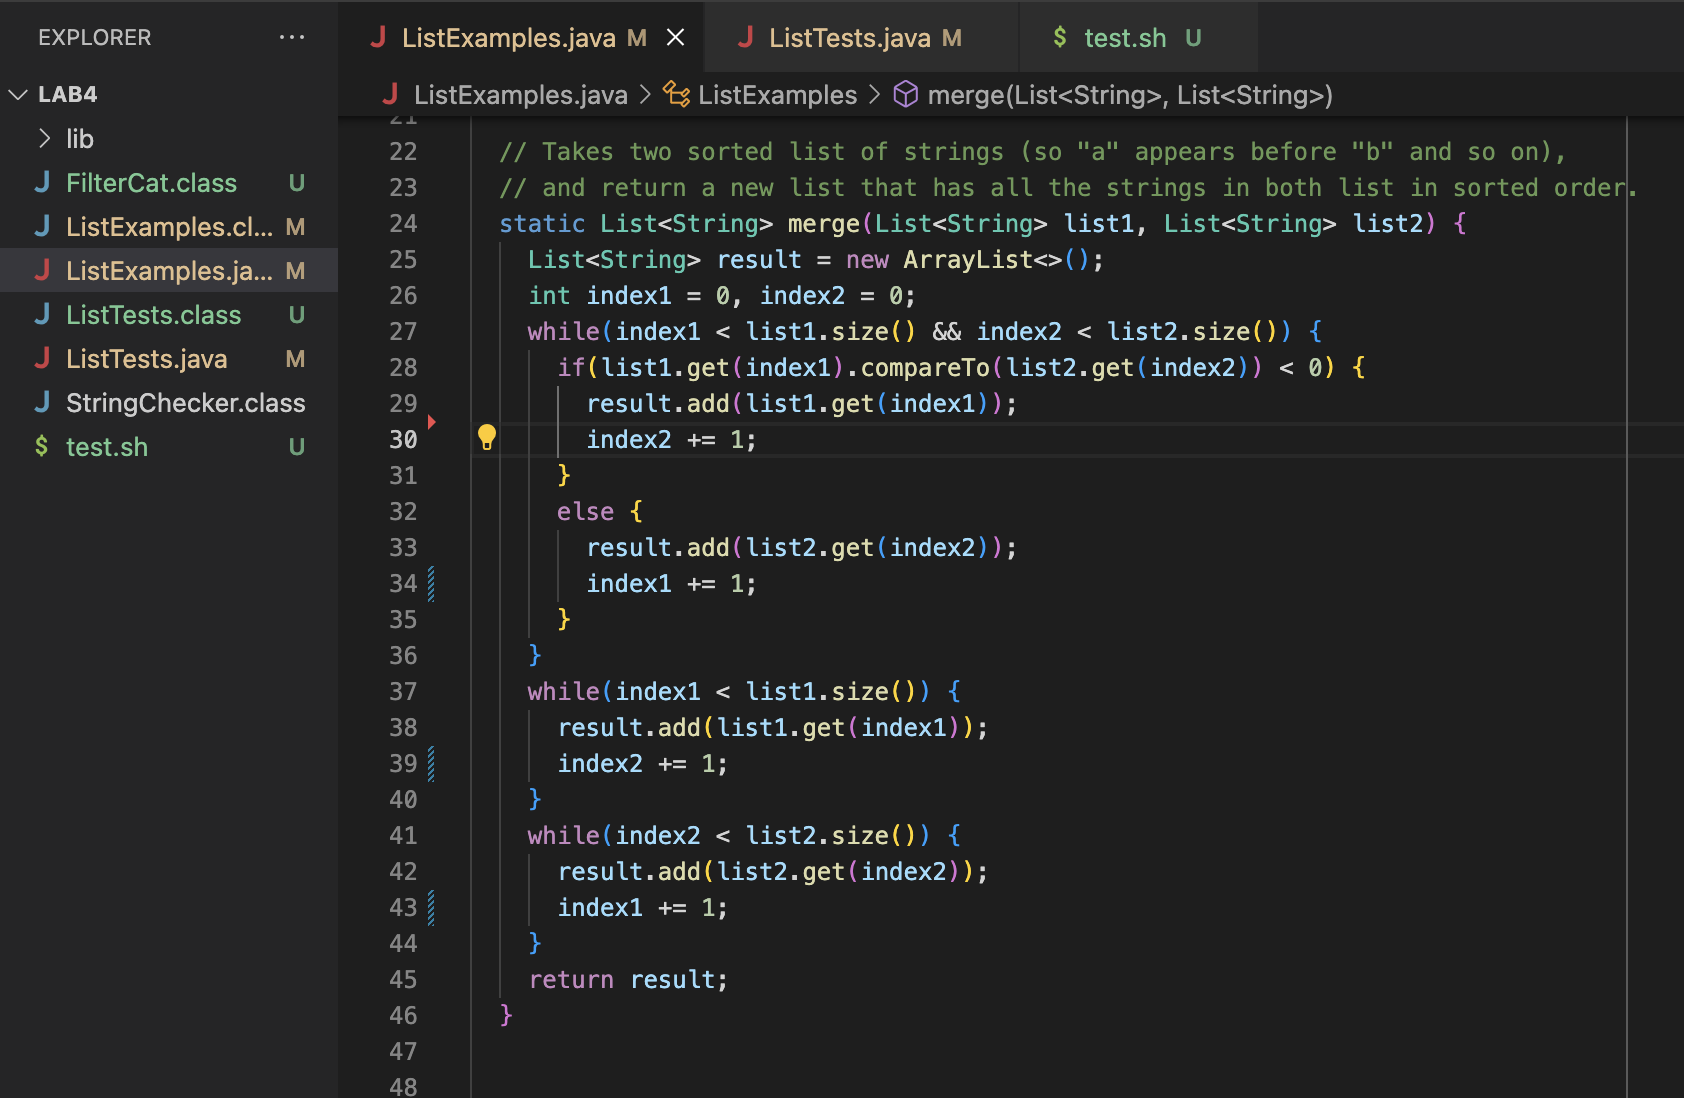 EXPLORER ···
LAB4
lib
FilterCat.class U
ListExamples.cl... M
ListExamples.ja... M
ListTests.class U
ListTests.java M
StringChecker.class
$ test.sh U
ListExamples.java M
ListTests.java M
$ test.sh U
ListExamples.java > ListExamples > merge(List<String>, List<String>)
21
22 // Takes two sorted list of strings (so "a" appears before "b" and so on),
23 // and return a new list that has all the strings in both list in sorted order.
24 static List<String> merge(List<String> list1, List<String> list2) {
25 List<String> result = new ArrayList<>();
26 int index1 = 0, index2 = 0;
27 while(index1 < list1.size() && index2 < list2.size()) {
28 if(list1.get(index1).compareTo(list2.get(index2)) < 0) {
29 result.add(list1.get(index1));
30 index2 += 1;
31 }
32 else {
33 result.add(list2.get(index2));
34 index1 += 1;
35 }
36 }
37 while(index1 < list1.size()) {
38 result.add(list1.get(index1));
39 index2 += 1;
40 }
41 while(index2 < list2.size()) {
42 result.add(list2.get(index2));
43 index1 += 1;
44 }
45 return result;
46 }
47
48